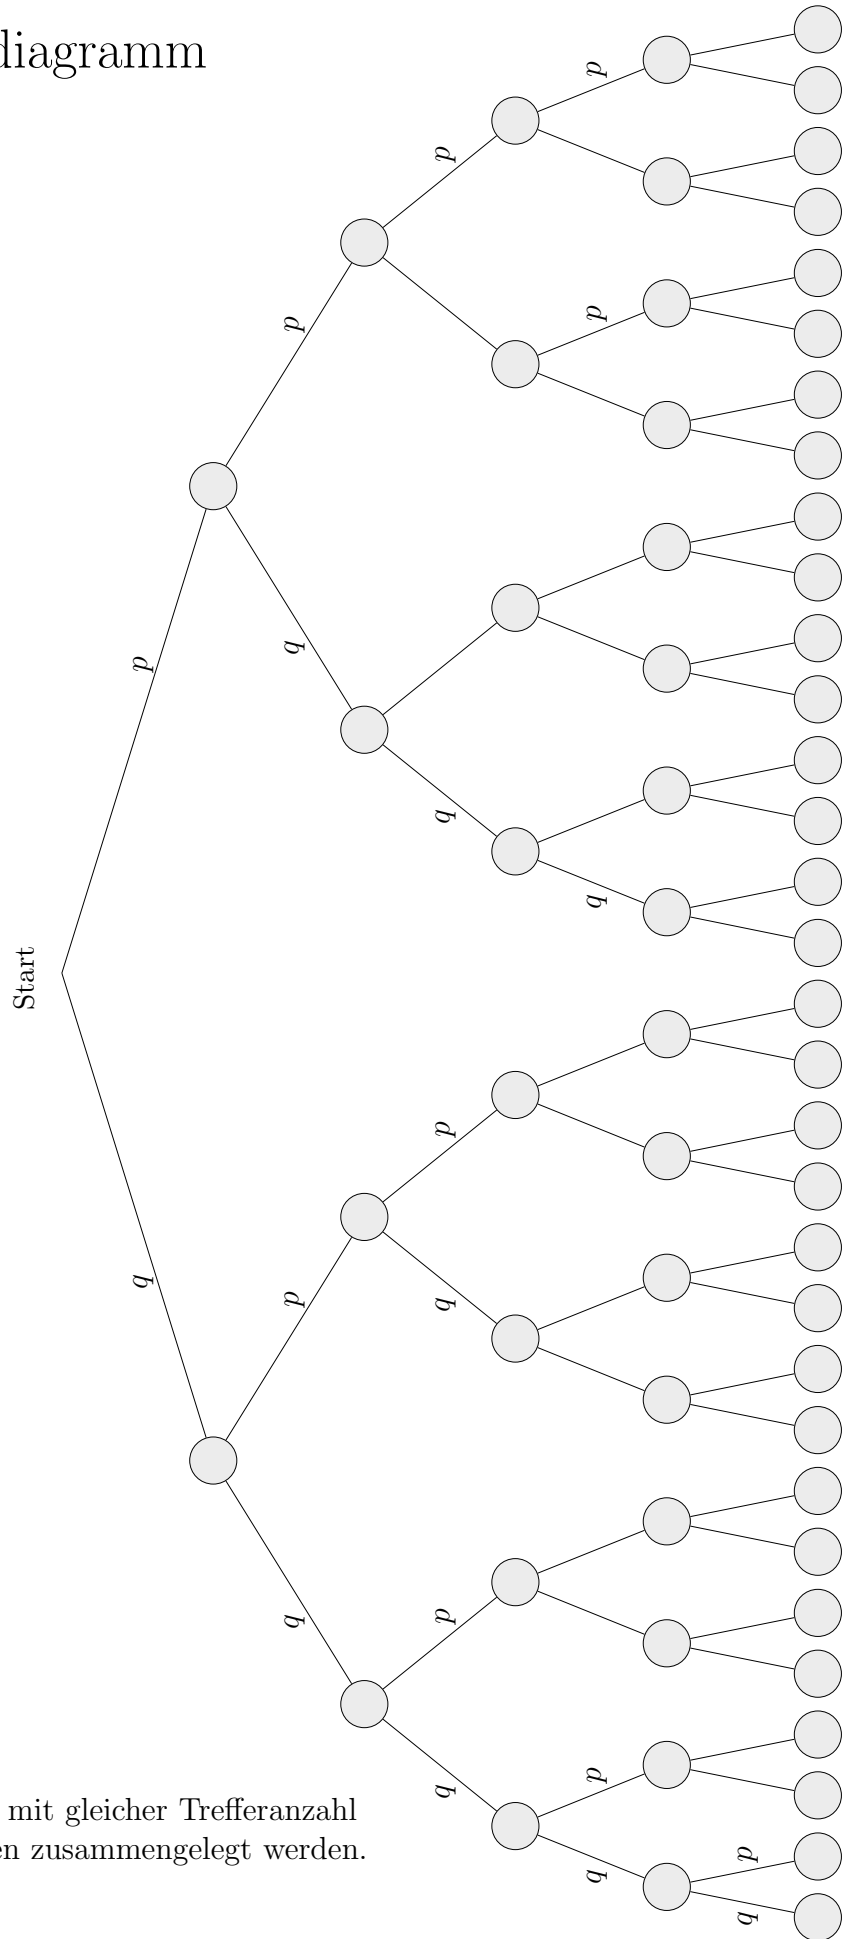 diagramm
p
p
p
p
q
p
q
q
Start
p
q
p
q
p
q
p
q
mit gleicher Trefferanzahl
en zusammengelegt werden.
p
q
q